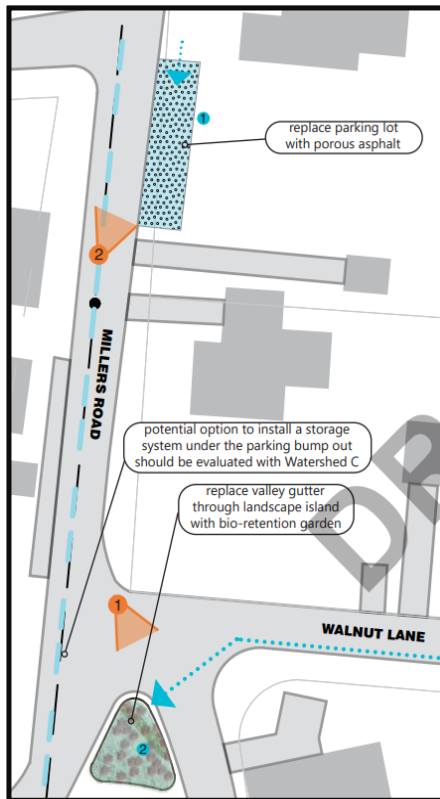 1
replace parking lot
with porous asphalt
2
MILLERS ROAD
potential option to install a storage
system under the parking bump out
should be evaluated with Watershed C
replace valley gutter
through landscape island
with bio-retention garden
DR
1
WALNUT LANE
2